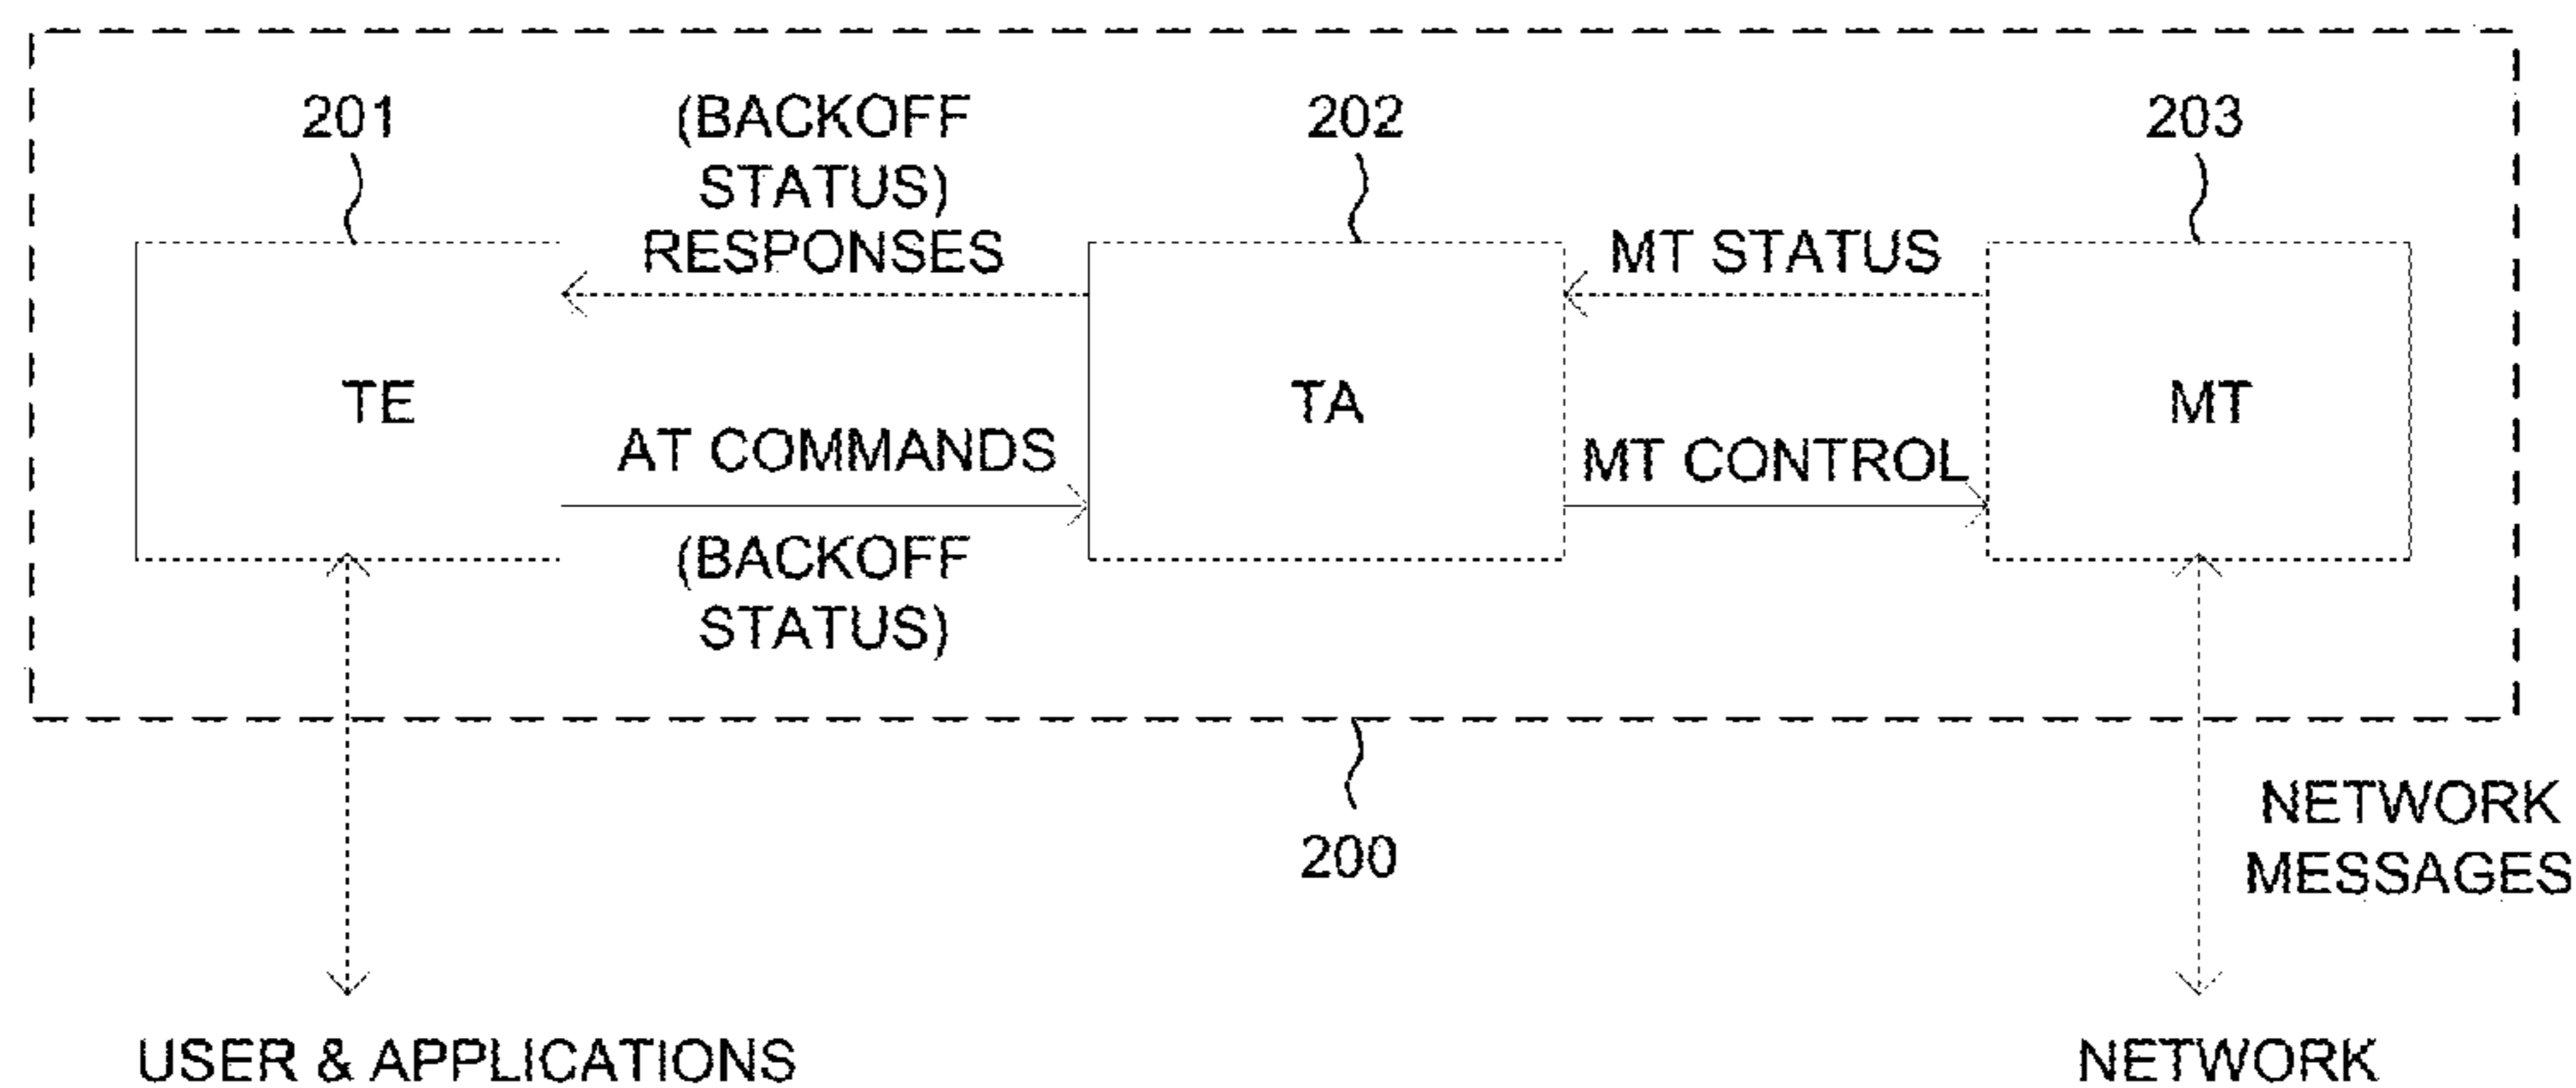 201
(BACKOFF
STATUS)
RESPONSES
202
203
MT STATUS
TE
TA
MT
AT COMMANDS
MT CONTROL
(BACKOFF
STATUS)
200
NETWORK
MESSAGES
USER & APPLICATIONS
NETWORK